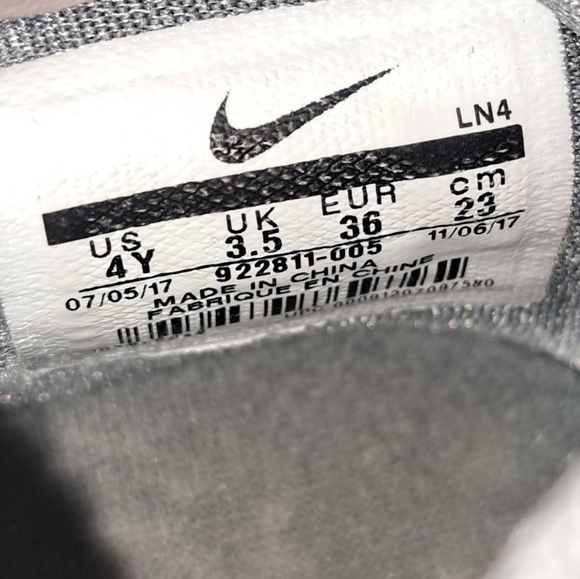 LN4
US UK EUR cm
4Y 3.5 36 23
922811-005
07/05/17 11/06/17
MADE IN CHINA
FABRIQUE EN CHINE